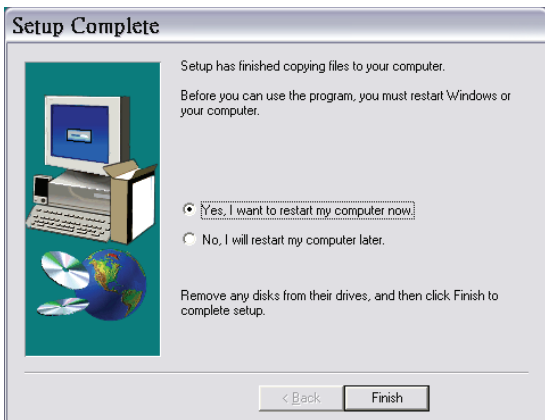 Setup Complete
Setup has finished copying files to your computer.
Before you can use the program, you must restart Windows or
your computer.
Yes, I want to restart my computer now.
No, I will restart my computer later.
Remove any disks from their drives, and then click Finish to
complete setup.
< Back
Finish